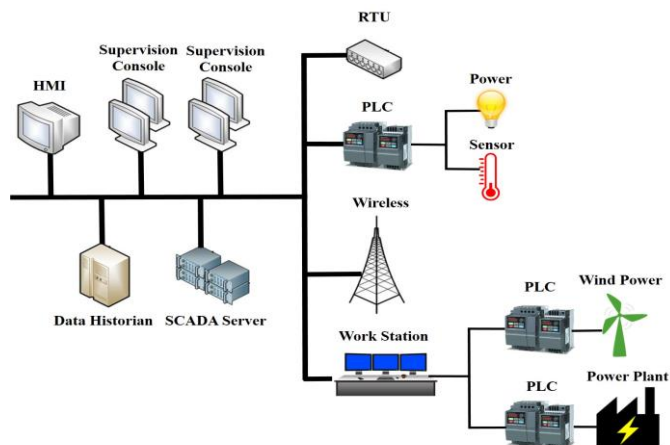 RTU
Supervision Supervision
Console Console
HMI
Power
PLC
Sensor
Wireless
Data Historian SCADA Server
PLC
Wind Power
Work Station
PLC
Power Plant